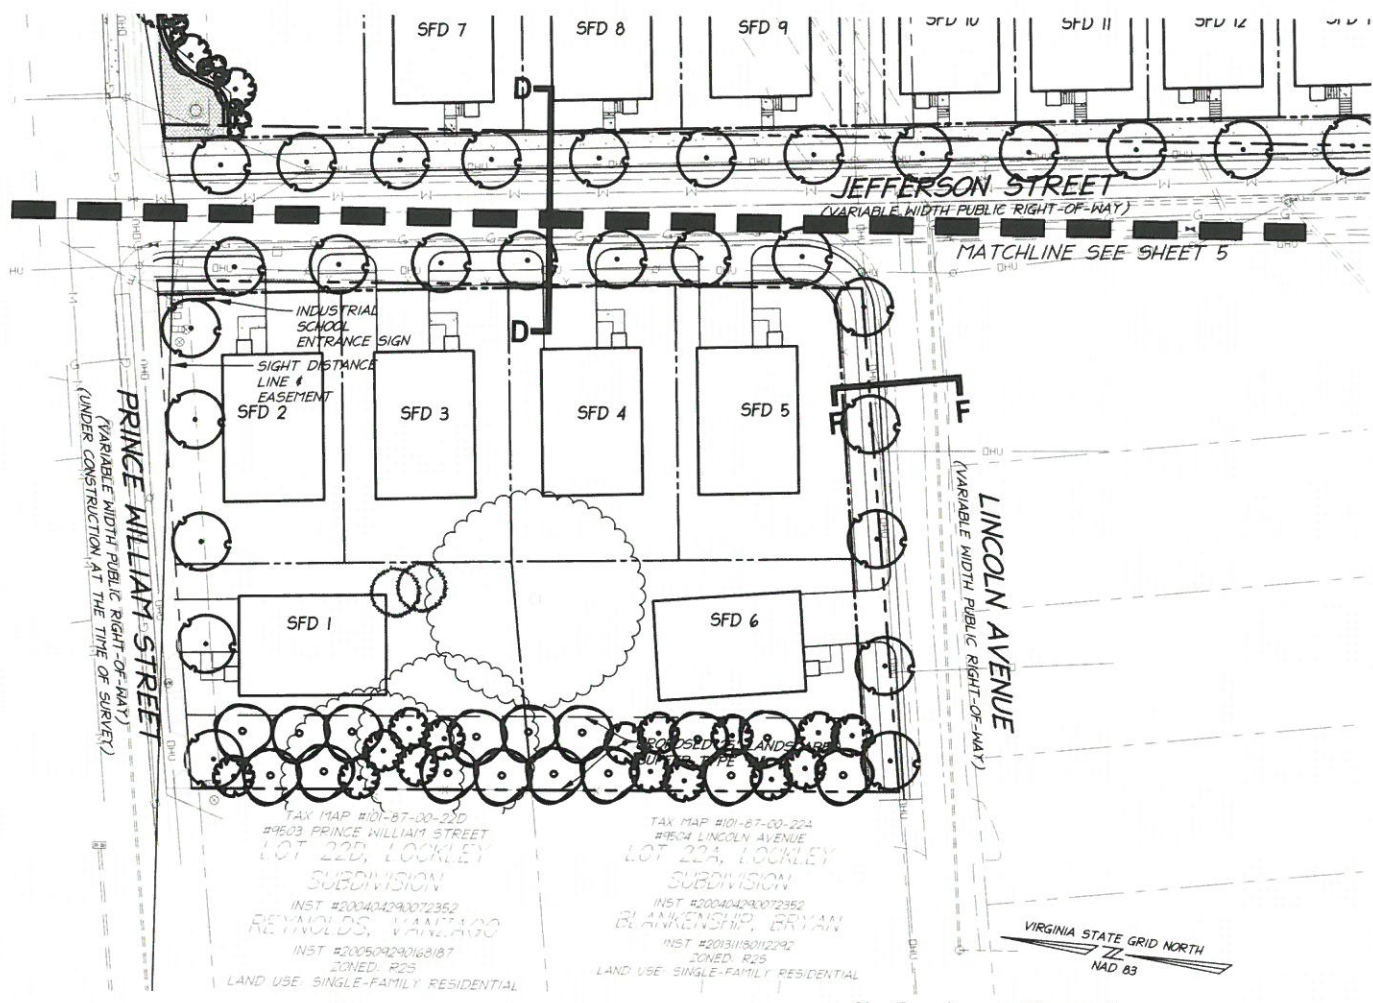 SFD 7
SFD 8
SFD 9
SFD 10
SFD 11
SFD 12
D
JEFFERSON STREET
(VARIABLE WIDTH PUBLIC RIGHT-OF-WAY)
MATCHLINE SEE SHEET 5
INDUSTRIAL
SCHOOL
ENTRANCE SIGN
D
SIGHT DISTANCE
LINE &
EASEMENT
SFD 2
SFD 3
SFD 4
SFD 5
F
F
PRINCE WILLIAM STREET
(VARIABLE WIDTH PUBLIC RIGHT-OF-WAY)
(UNDER CONSTRUCTION AT THE TIME OF SURVEY)
LINCOLN AVENUE
(VARIABLE WIDTH PUBLIC RIGHT-OF-WAY)
OHU
SFD 1
SFD 6
PROPOSED LANDSCAPE
BUFFER TYPE
TAX MAP #101-87-00-22D
#9503 PRINCE WILLIAM STREET
LOT 22D, LOCKLEY
SUBDIVISION
INST #200404290072352
REYNOLDS, VANZAGO
INST #200509290168187
ZONED: R2S
LAND USE: SINGLE-FAMILY RESIDENTIAL
TAX MAP #101-87-00-22A
#9504 LINCOLN AVENUE
LOT 22A, LOCKLEY
SUBDIVISION
INST #200404290072352
BLANKENSHIP, BRYAN
INST #201311180112292
ZONED: R2S
LAND USE: SINGLE-FAMILY RESIDENTIAL
VIRGINIA STATE GRID NORTH
NAD 83